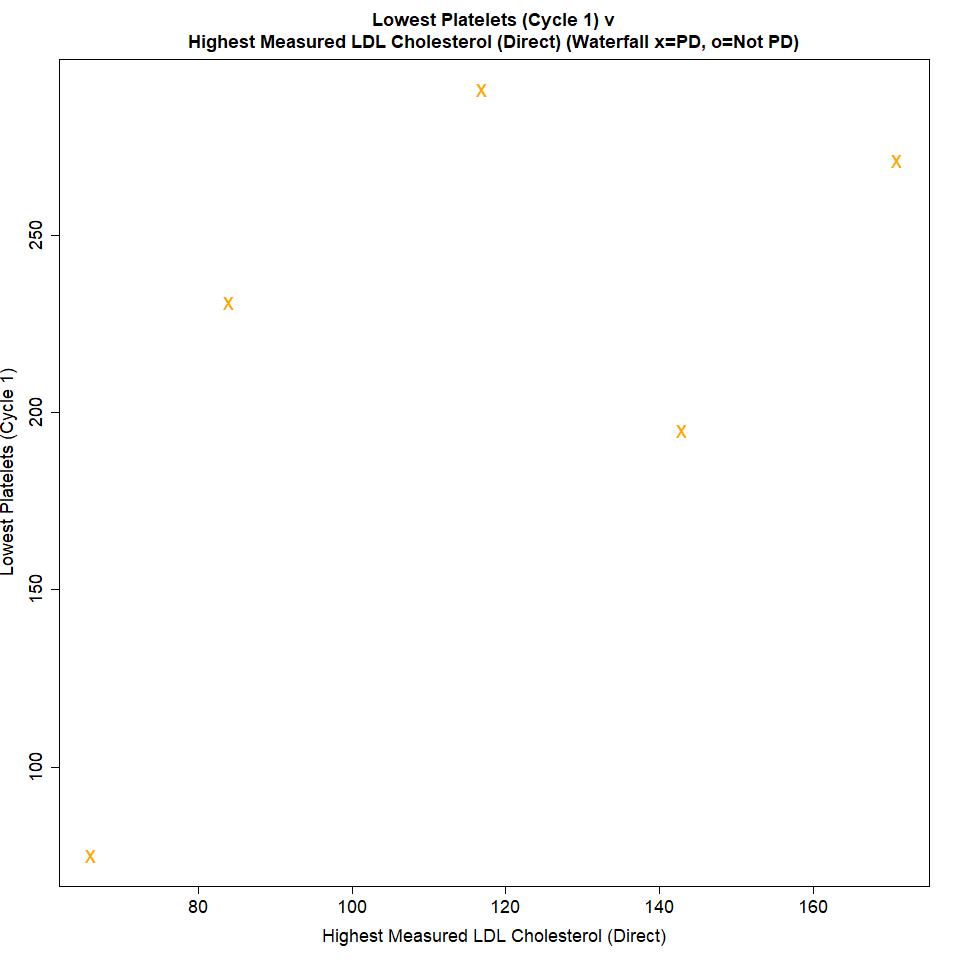 Lowest Platelets (Cycle 1) v
Highest Measured LDL Cholesterol (Direct) (Waterfall x=PD, o=Not PD)
X
X
250
X
200
X
Lowest Platelets (Cycle 1)
150
100
X
80 100 120 140 160
Highest Measured LDL Cholesterol (Direct)